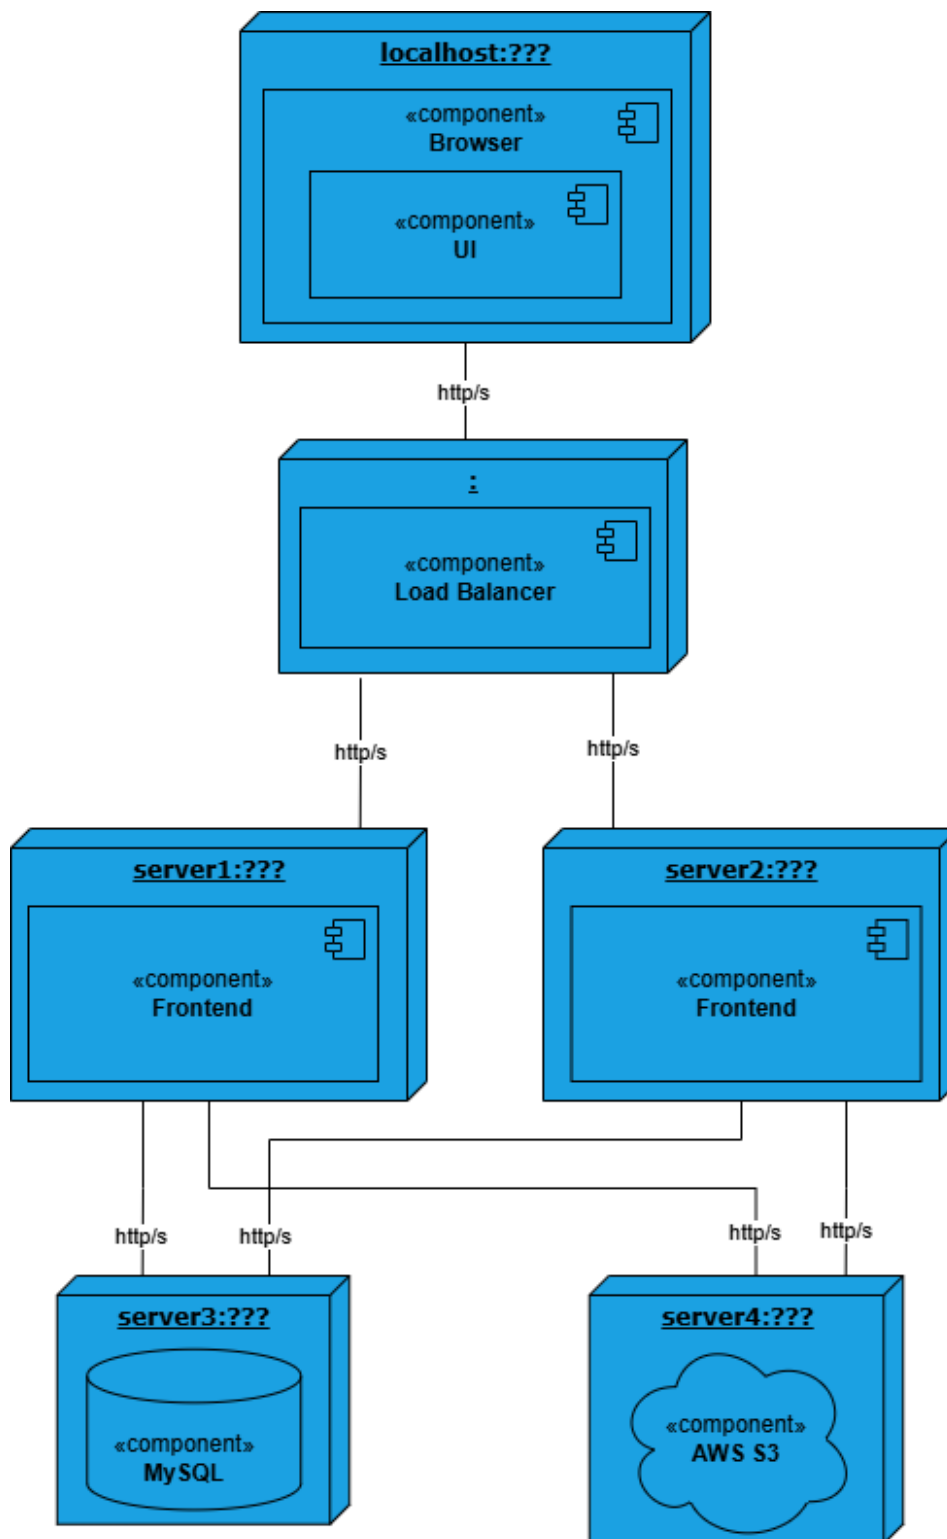 localhost:???
«component»
Browser
«component»
UI
http/s
:
«component»
Load Balancer
http/s
http/s
server1:???
server2:???
«component»
Frontend
«component»
Frontend
http/s
http/s
http/s
http/s
server3:???
server4:???
«component»
MySQL
«component»
AWS S3